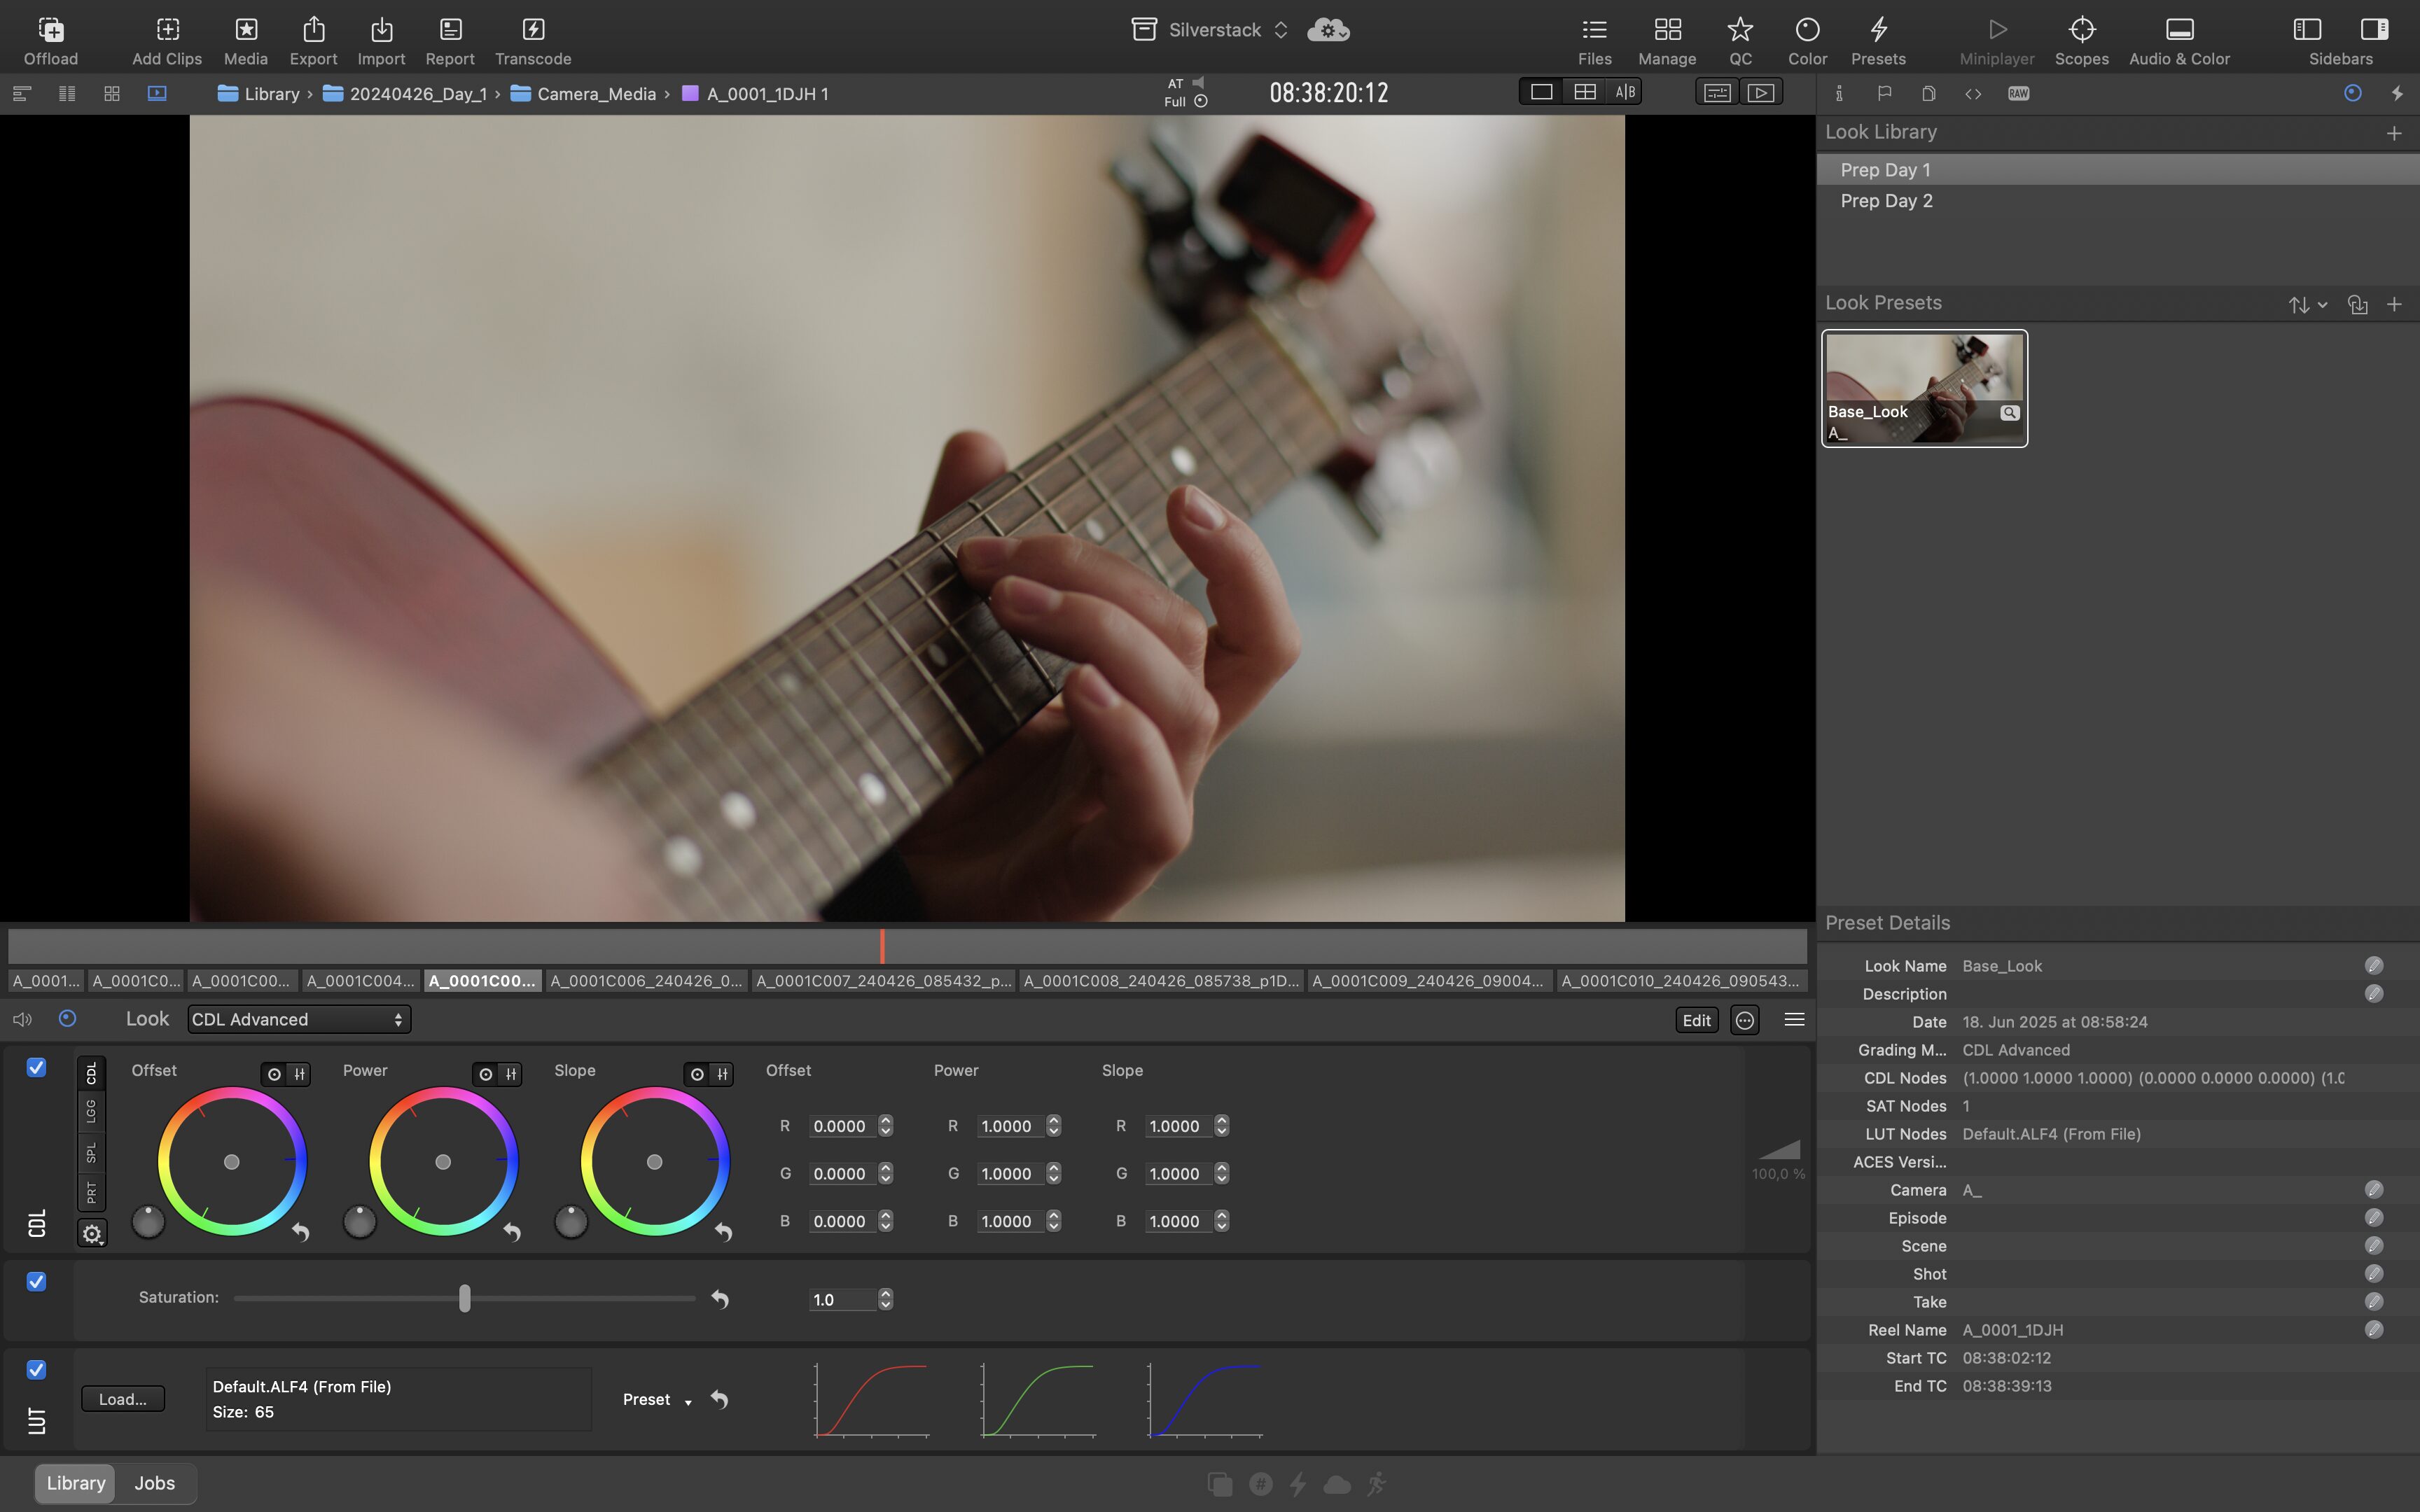 Offload
Add Clips
Media
Export
Import
Report
Transcode
Silverstack
Files
Manage
QC
Color
Presets
Miniplayer
Scopes
Audio & Color
Sidebars
Library › 20240426_Day_1 › Camera_Media › A_0001_1DJH 1
AT
Full
08:38:20:12
A|B
RAW
Look Library
Prep Day 1
Prep Day 2
Look Presets
Base_Look
A_
A_0001...
A_0001C0...
A_0001C00...
A_0001C004...
A_0001C00...
A_0001C006_240426_0...
A_0001C007_240426_085432_p...
A_0001C008_240426_085738_p1D...
A_0001C009_240426_09004...
A_0001C010_240426_090543...
Look
CDL Advanced
Edit
CDL
CDL
LGG
SPL
PRT
Offset
Power
Slope
Offset
Power
Slope
R 0.0000 R 1.0000 R 1.0000
G 0.0000 G 1.0000 G 1.0000
B 0.0000 B 1.0000 B 1.0000
100,0 %
Saturation:
1.0
LUT
Load...
Default.ALF4 (From File)
Size: 65
Preset
Preset Details
Look Name Base_Look
Description
Date 18. Jun 2025 at 08:58:24
Grading M... CDL Advanced
CDL Nodes (1.0000 1.0000 1.0000) (0.0000 0.0000 0.0000) (1.0
SAT Nodes 1
LUT Nodes Default.ALF4 (From File)
ACES Versi...
Camera A_
Episode
Scene
Shot
Take
Reel Name A_0001_1DJH
Start TC 08:38:02:12
End TC 08:38:39:13
Library
Jobs
#